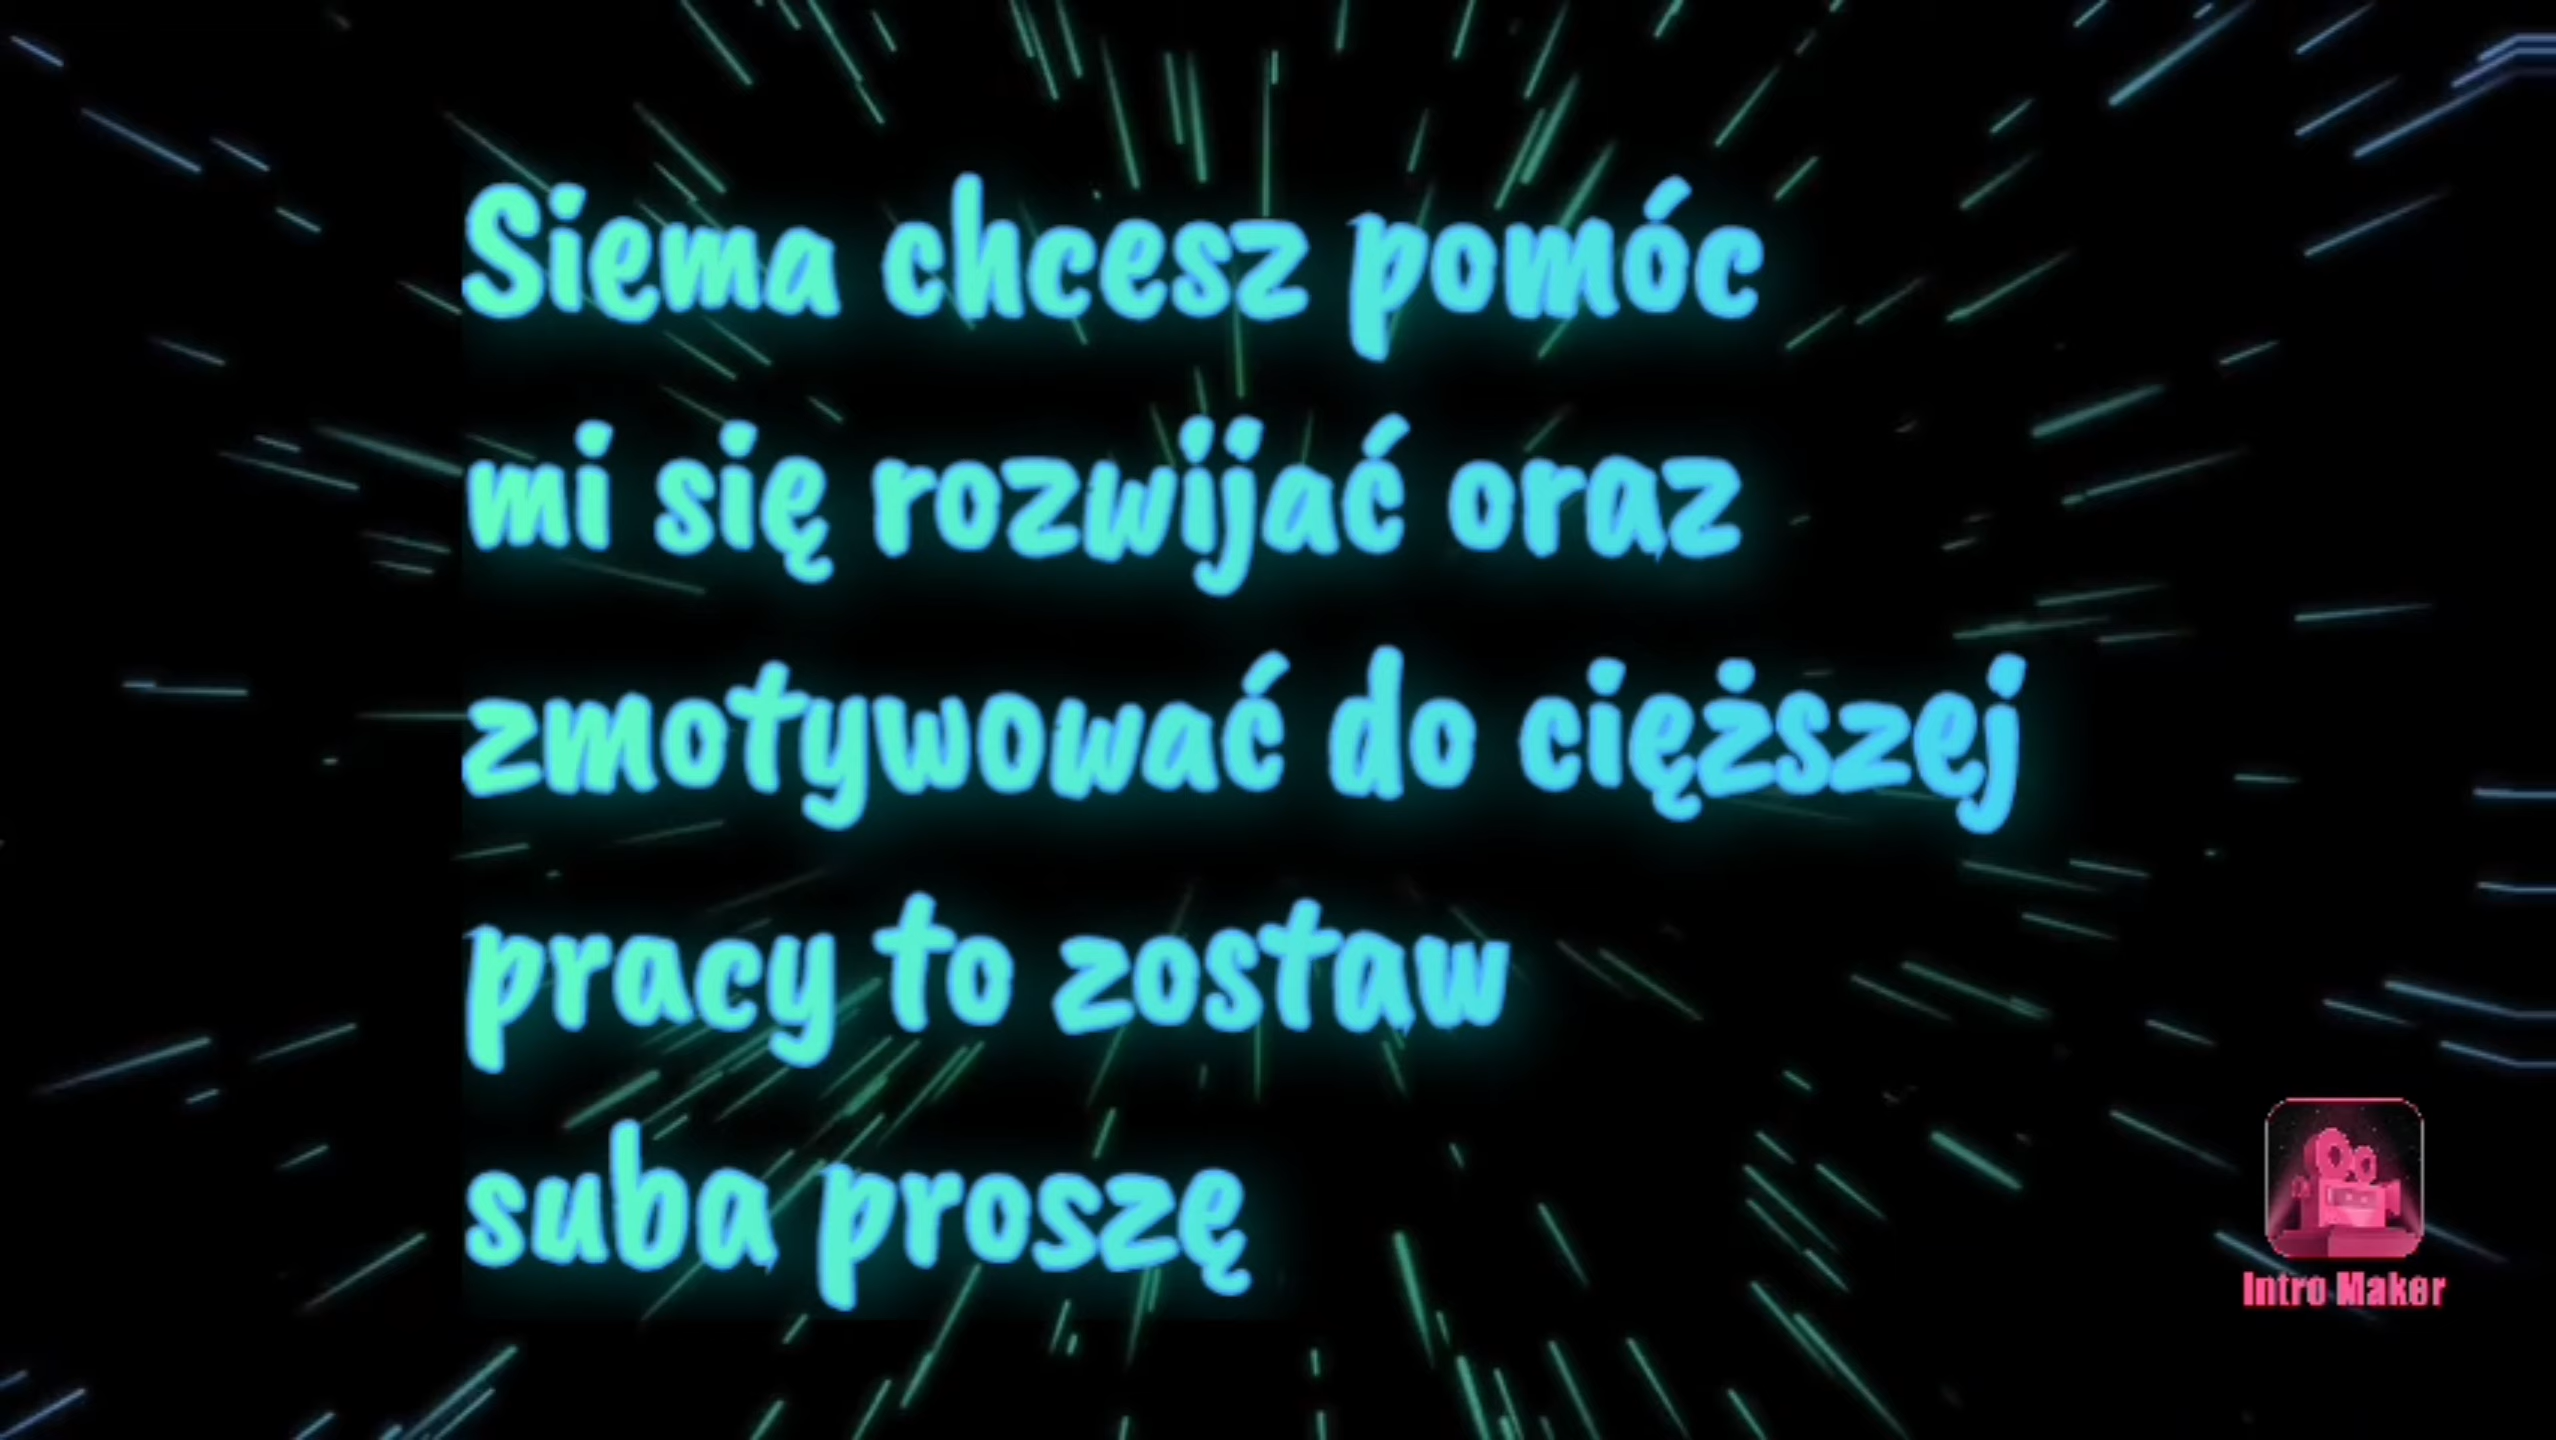 Siema chcesz pomóc
mi się rozwijać oraz
zmotywować do cięższej
pracy to zostaw
suba proszę
Intro Maker